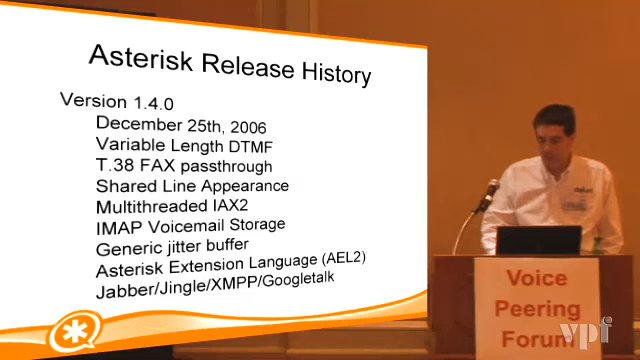 Asterisk Release History
Version 1.4.0
December 25th, 2006
Variable Length DTMF
T.38 FAX passthrough
Shared Line Appearance
Multithreaded IAX2
IMAP Voicemail Storage
Generic jitter buffer
Asterisk Extension Language (AEL2)
Jabber/Jingle/XMPP/Googletalk
Voice
Peering
Forum
vpf